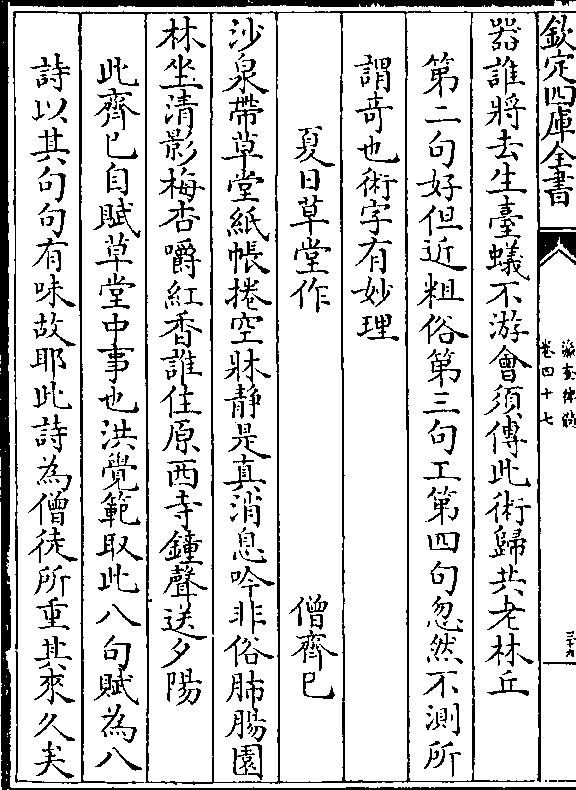 欽定四庫全書
瀛奎律髓
卷四十七
三十九
器誰將去生臺蟻不游會須傳此術歸共老林丘
第二句好但近粗俗第三句工第四句忽然不測所
謂竒也術字有妙理
夏日草堂作
僧齊已
沙泉帶草堂紙帳捲空牀靜是真消息吟非俗肺腸園
林坐清影梅杏嚼紅香誰住原西寺鐘聲送夕陽
此齊已自賦草堂中事也洪覺範取此八句賦為八
詩以其句句有味故耶此詩為僧徒所重其來久矣